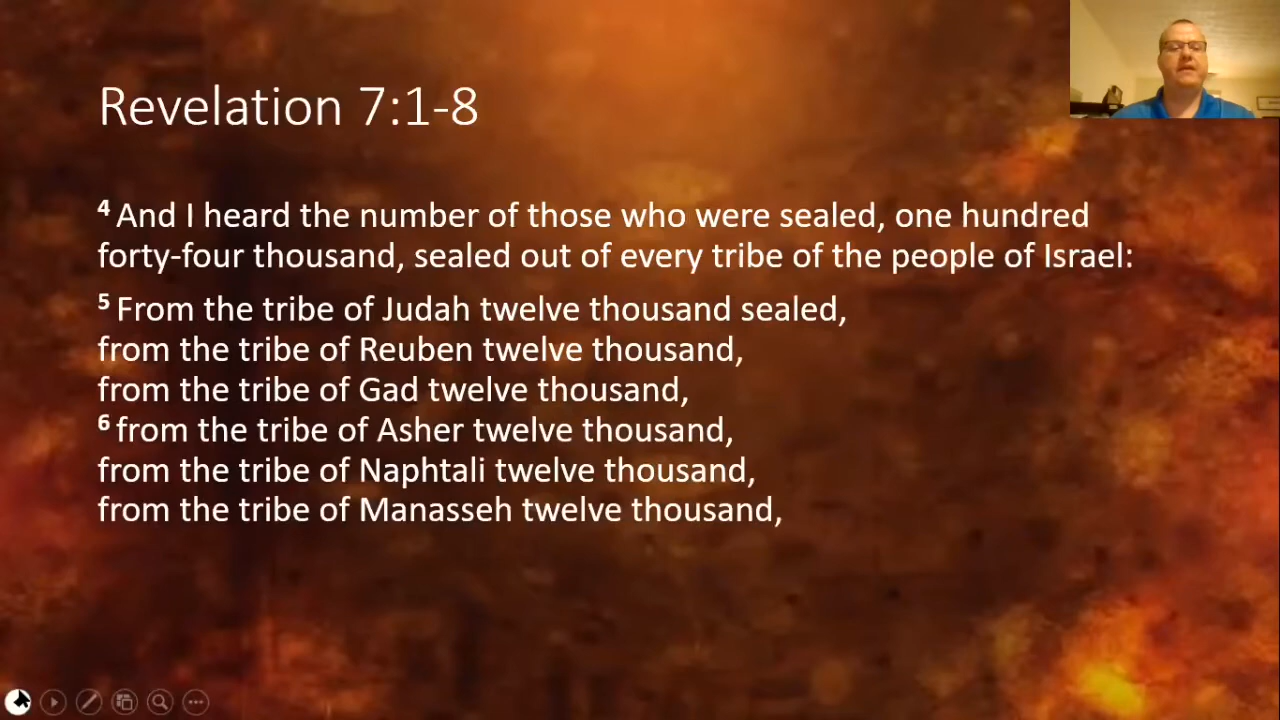 Revelation 7:1-8
4 And I heard the number of those who were sealed, one hundred
forty-four thousand, sealed out of every tribe of the people of Israel:
5 From the tribe of Judah twelve thousand sealed,
from the tribe of Reuben twelve thousand,
from the tribe of Gad twelve thousand,
6 from the tribe of Asher twelve thousand,
from the tribe of Naphtali twelve thousand,
from the tribe of Manasseh twelve thousand,